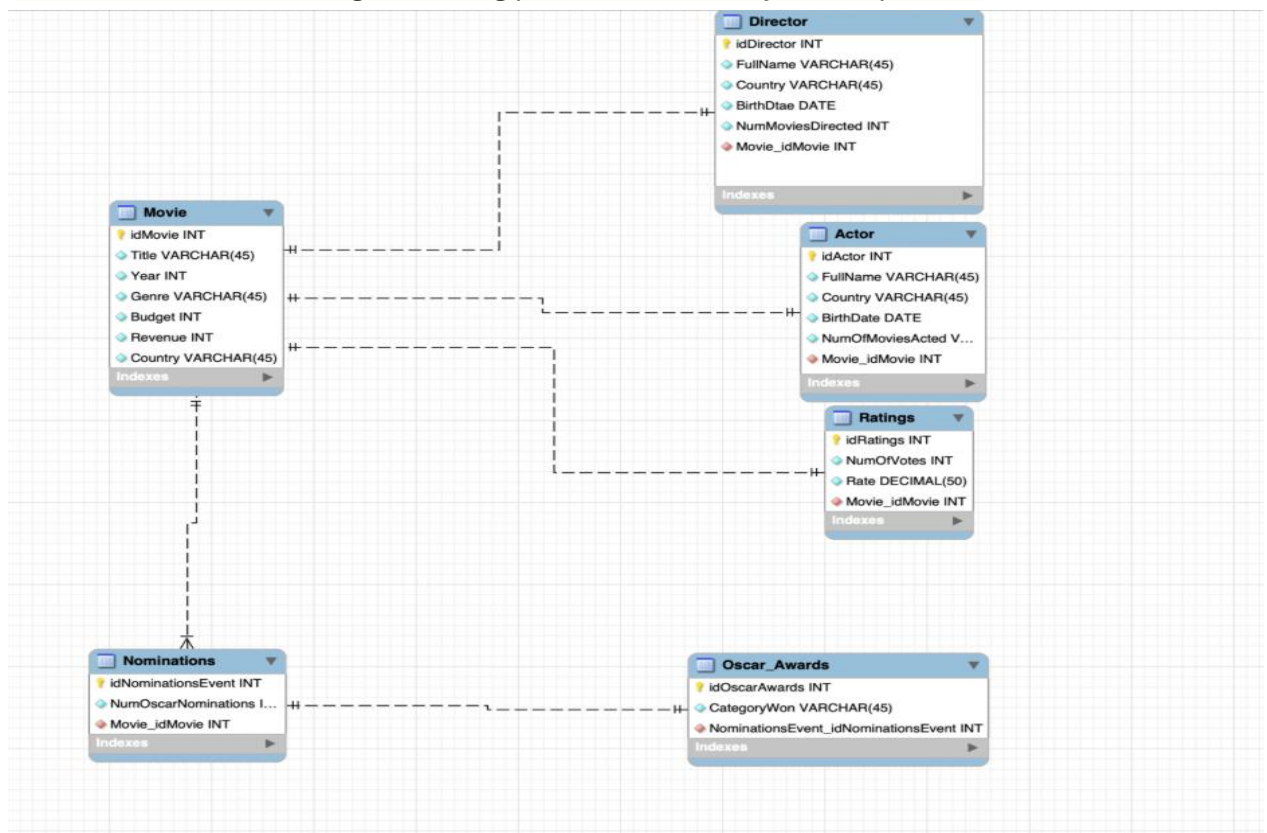 Director
idDirector INT
FullName VARCHAR(45)
Country VARCHAR(45)
BirthDtae DATE
NumMoviesDirected INT
Movie_idMovie INT
Indexes
Movie
idMovie INT
Title VARCHAR(45)
Year INT
Genre VARCHAR(45)
Budget INT
Revenue INT
Country VARCHAR(45)
Indexes
Actor
idActor INT
FullName VARCHAR(45)
Country VARCHAR(45)
BirthDate DATE
NumOfMoviesActed V...
Movie_idMovie INT
Indexes
Ratings
idRatings INT
NumOfVotes INT
Rate DECIMAL(50)
Movie_idMovie INT
Indexes
Nominations
idNominationsEvent INT
NumOscarNominations I...
Movie_idMovie INT
Indexes
Oscar_Awards
idOscarAwards INT
CategoryWon VARCHAR(45)
NominationsEvent_idNominationsEvent INT
Indexes